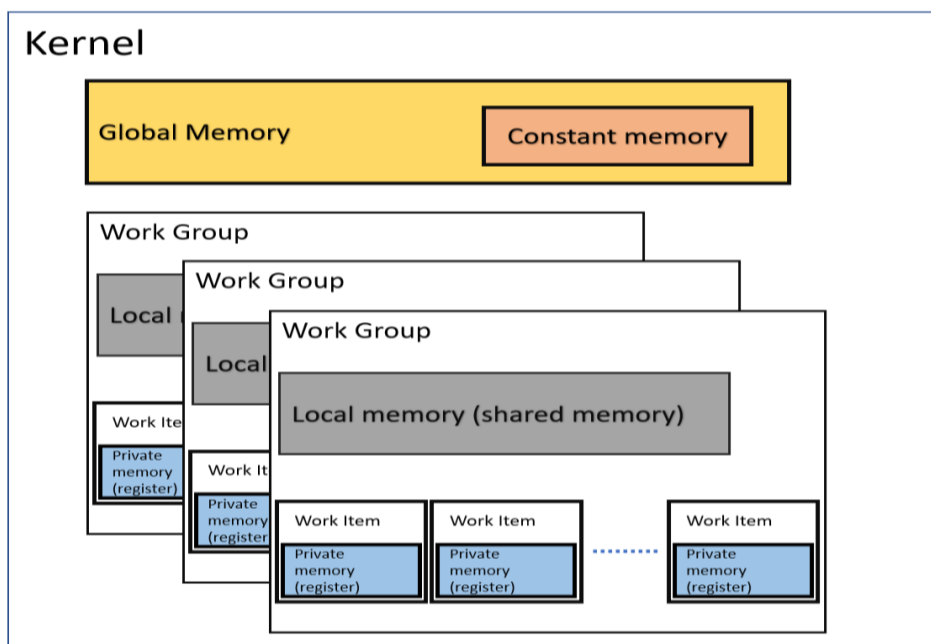 Kernel
Global Memory
Constant memory
Work Group
Local
Work Ite
Private
memory
(register)
Work Group
Local
Work It
Private
memory
(register
Work Group
Local memory (shared memory)
Work Item
Private
memory
(register)
Work Item
Private
memory
(register)
Work Item
Private
memory
(register)